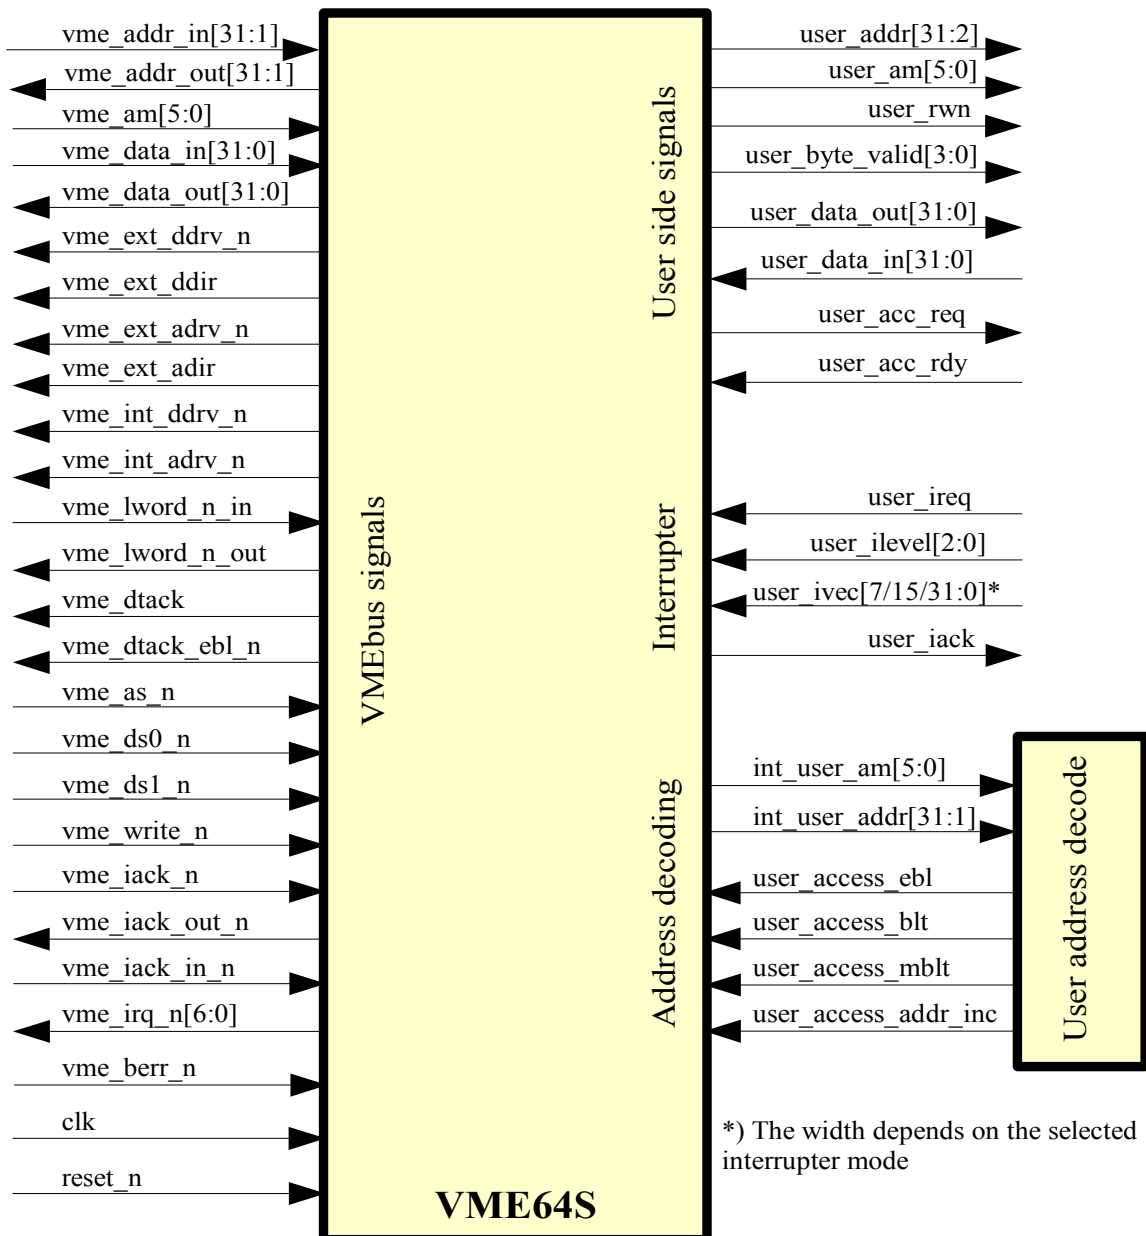 vme_addr_in[31:1]
vme_addr_out[31:1]
vme_am[5:0]
vme_data_in[31:0]
vme_data_out[31:0]
vme_ext_ddrv_n
vme_ext_ddir
vme_ext_adrv_n
vme_ext_adir
vme_int_ddrv_n
vme_int_adrv_n
vme_lword_n_in
vme_lword_n_out
vme_dtack
vme_dtack_ebl_n
vme_as_n
vme_ds0_n
vme_ds1_n
vme_write_n
vme_iack_n
vme_iack_out_n
vme_iack_in_n
vme_irq_n[6:0]
vme_berr_n
clk
reset_n
VMEbus signals
User side signals
Interrupter
Address decoding
VME64S
user_addr[31:2]
user_am[5:0]
user_rwn
user_byte_valid[3:0]
user_data_out[31:0]
user_data_in[31:0]
user_acc_req
user_acc_rdy
user_ireq
user_ilevel[2:0]
user_ivec[7/15/31:0]*
user_iack
int_user_am[5:0]
int_user_addr[31:1]
user_access_ebl
user_access_blt
user_access_mblt
user_access_addr_inc
User address decode
*) The width depends on the selected
interrupter mode